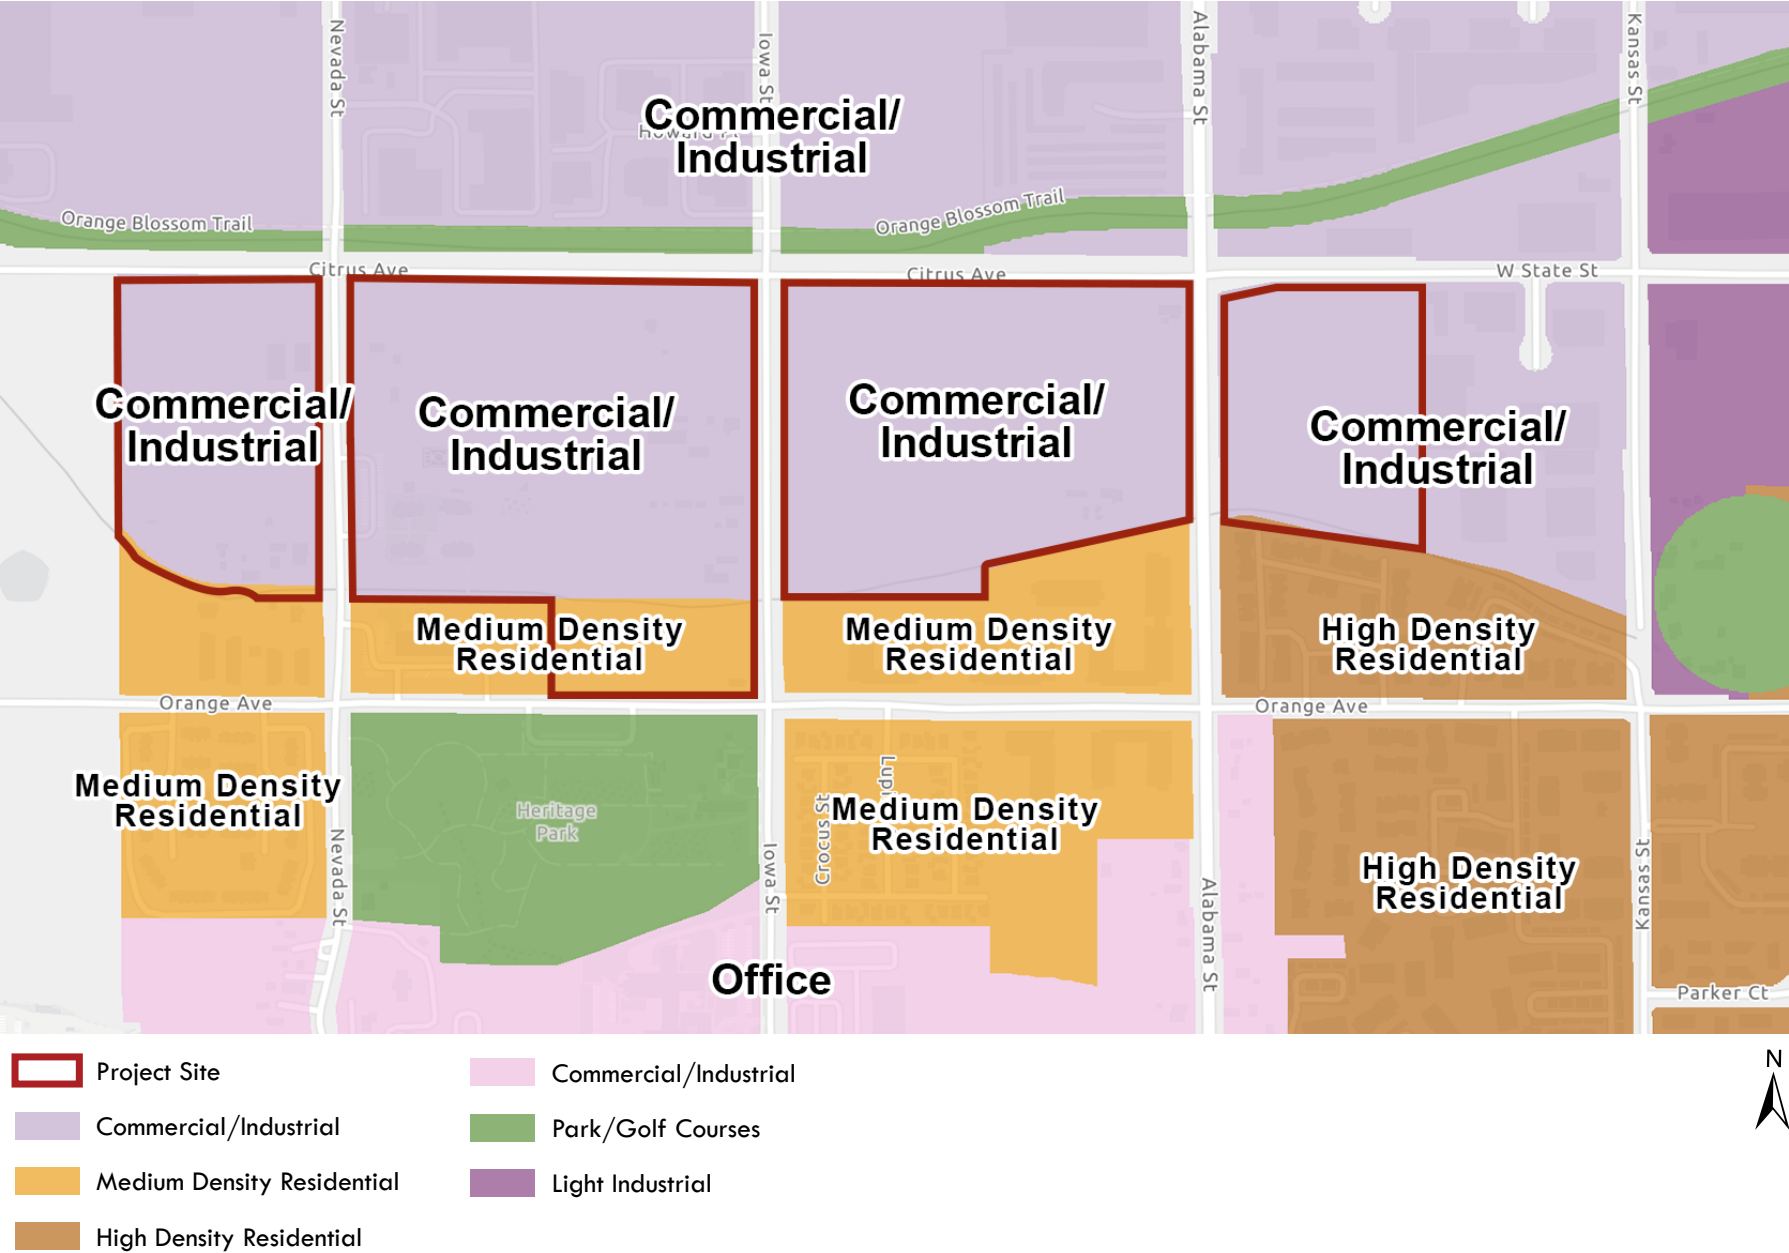 Nevada St
Iowa St
Alabama St
Kansas St
Commercial/
Industrial
Orange Blossom Trail
Orange Blossom Trail
Citrus Ave
Citrus Ave
W State St
Commercial/
Industrial
Commercial/
Industrial
Commercial/
Industrial
Commercial/
Industrial
Medium Density
Residential
Medium Density
Residential
High Density
Residential
Orange Ave
Orange Ave
Medium Density
Residential
Heritage
Park
Crocus St
Medium Density
Residential
High Density
Residential
Nevada St
Iowa St
Alabama St
Kansas St
Office
Parker Ct
Project Site
Commercial/Industrial
Medium Density Residential
High Density Residential
Commercial/Industrial
Park/Golf Courses
Light Industrial
N